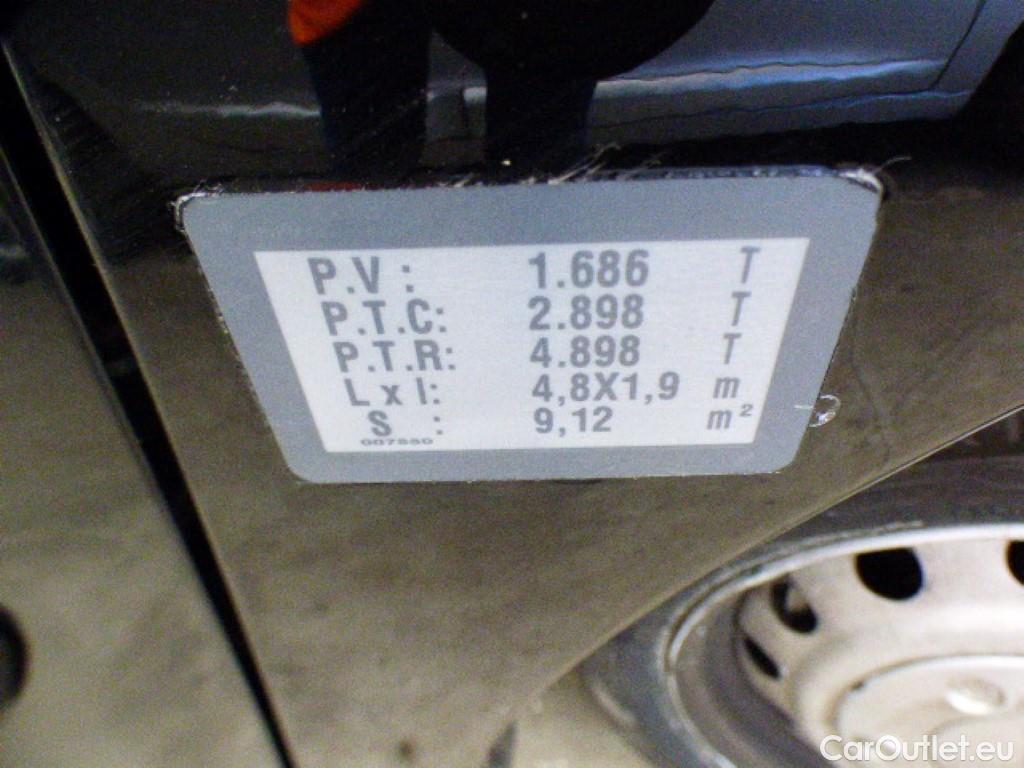 P.V : 1.686 T
P.T.C: 2.898 T
P.T.R: 4.898 T
L x l: 4,8X1,9 m
S : 9,12 m²
007550
CarOutlet.eu